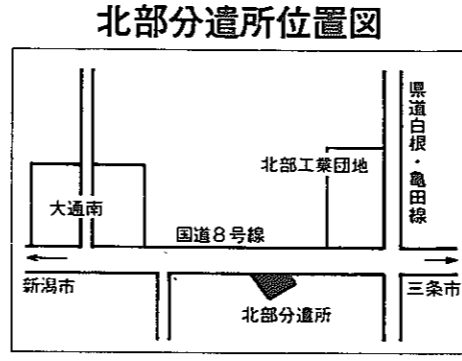 北部分遣所位置図
県道白根・亀田線
北部工業団地
大通南
国道8号線
新潟市
三条市
北部分遣所